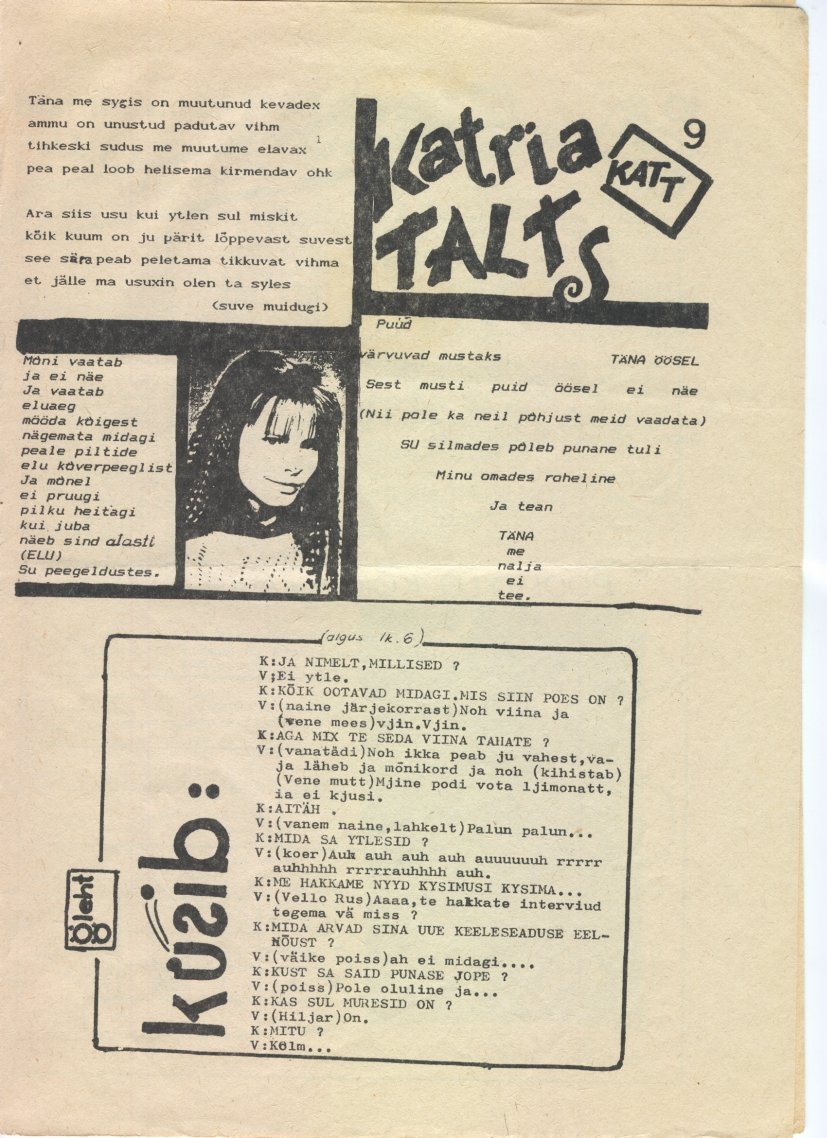 Täna me sygis on muutunud kevadex
ammu on unustud padutav vihm
tihkeski sudus me muutume elavax
pea peal loob helisema kirmendav ohk
Ara siis usu kui ytlen sul miskit
kõik kuum on ju pärit lõppevast suvest
see sära peab peletama tikkuvat vihma
et jälle ma usuxin olen ta syles
(suve muidugi)
9
Katria
TALTS
KATT
Mõni vaatab
ja ei näe
Ja vaatab
eluaeg
mööda kõigest
nägemata midagi
peale piltide
elu kõverpeeglist
Ja mõnel
ei pruugi
pilku heitagi
kui juba
näeb sind alasti
(ELU)
Su peegeldustes.
Puud
värvuvad mustaks TÄNA ÖÖSEL
Sest musti puid öösel ei näe
(Nii pole ka neil põhjust meid vaadata)
SU silmades põleb punane tuli
Minu omades roheline
Ja tean
TÄNA
me
nalja
ei
tee.
(algus lk.6)
küsib:
K:JA NIMELT,MILLISED ?
V;Ei ytle.
K:KÕIK OOTAVAD MIDAGI.MIS SIIN POES ON ?
V:(naine järjekorrast)Noh viina ja
(vene mees)vjin.Vjin.
K:AGA MIX TE SEDA VIINA TAHATE ?
V:(vanatädi)Noh ikka peab ju vahest,va-
ja läheb ja mõnikord ja noh (kihistab)
(Vene mutt)Mjine podi vota ljimonatt,
ia ei kjusi.
K:AITÄH .
V:(vanem naine,lahkelt)Palun palun...
K:MIDA SA YTLESID ?
V:(koer)Auh auh auh auh auuuuuuh rrrrr
auhhhhh rrrrrauhhhh auh.
K:ME HAKKAME NYYD KYSIMUSI KYSIMA...
V:(Vello Rus)Aaaa,te hakkate interviud
tegema vä miss ?
K:MIDA ARVAD SINA UUE KEELESEADUSE EEL-
NÕUST ?
V:(väike poiss)ah ei midagi....
K:KUST SA SAID PUNASE JOPE ?
V:(poiss)Pole oluline ja...
K:KAS SUL MURESID ON ?
V:(Hiljar)On.
K:MITU ?
V:Kolm...